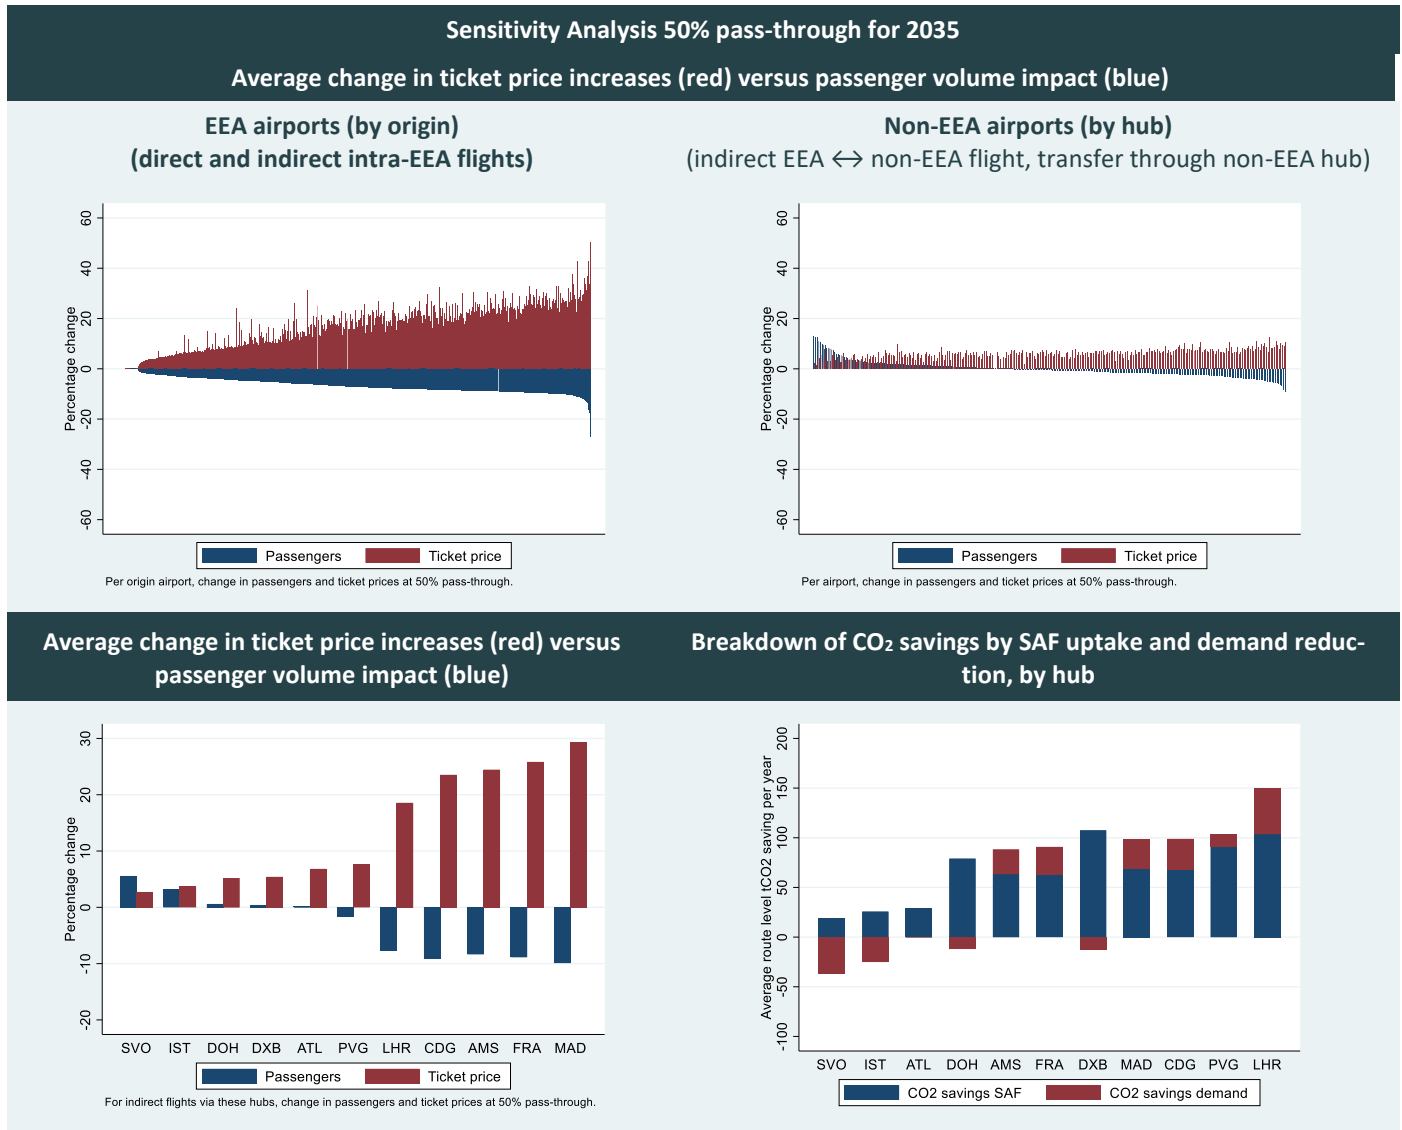 Sensitivity Analysis 50% pass-through for 2035
Average change in ticket price increases (red) versus passenger volume impact (blue)
EEA airports (by origin)
(direct and indirect intra-EEA flights)
Percentage change
60
40
20
0
-20
-40
-60
Passengers
Ticket price
Per origin airport, change in passengers and ticket prices at 50% pass-through.
Non-EEA airports (by hub)
(indirect EEA ↔ non-EEA flight, transfer through non-EEA hub)
Percentage change
60
40
20
0
-20
-40
-60
Passengers
Ticket price
Per airport, change in passengers and ticket prices at 50% pass-through.
Average change in ticket price increases (red) versus
passenger volume impact (blue)
Percentage change
30
20
10
0
-10
-20
SVO IST DOH DXB ATL PVG LHR CDG AMS FRA MAD
Passengers
Ticket price
For indirect flights via these hubs, change in passengers and ticket prices at 50% pass-through.
Breakdown of CO₂ savings by SAF uptake and demand reduc-
tion, by hub
Average route level tCO2 saving per year
200
150
100
50
0
-50
-100
SVO IST ATL DOH AMS FRA DXB MAD CDG PVG LHR
CO2 savings SAF
CO2 savings demand